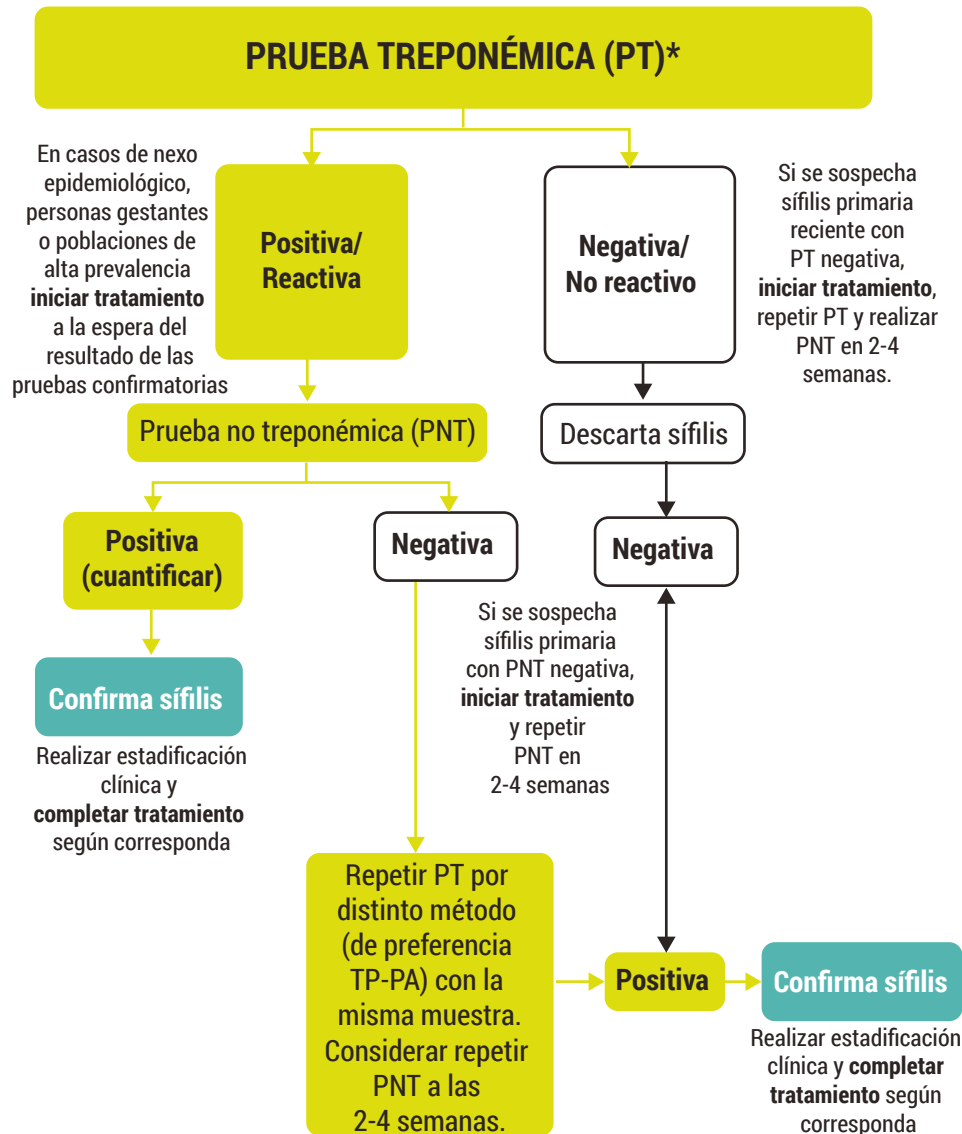 PRUEBA TREPONÉMICA (PT)*
En casos de nexo
epidemiológico,
personas gestantes
o poblaciones de
alta prevalencia
iniciar tratamiento
a la espera del
resultado de las
pruebas confirmatorias
Positiva/
Reactiva
Negativa/
No reactivo
Si se sospecha
sífilis primaria
reciente con
PT negativa,
iniciar tratamiento,
repetir PT y realizar
PNT en 2-4
semanas.
Prueba no treponémica (PNT)
Descarta sífilis
Positiva
(cuantificar)
Negativa
Negativa
Confirma sífilis
Realizar estadificación
clínica y
completar tratamiento
según corresponda
Si se sospecha
sífilis primaria
con PNT negativa,
iniciar tratamiento
y repetir
PNT en
2-4 semanas
Repetir PT por
distinto método
(de preferencia
TP-PA) con la
misma muestra.
Considerar repetir
PNT a las
2-4 semanas.
Positiva
Confirma sífilis
Realizar estadificación
clínica y completar
tratamiento según
corresponda